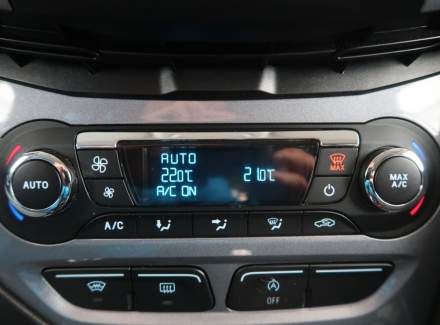 AUTO
22.0°C 21.0°C
A/C ON
MAX
AUTO
MAX
A/C
A/C
OFF